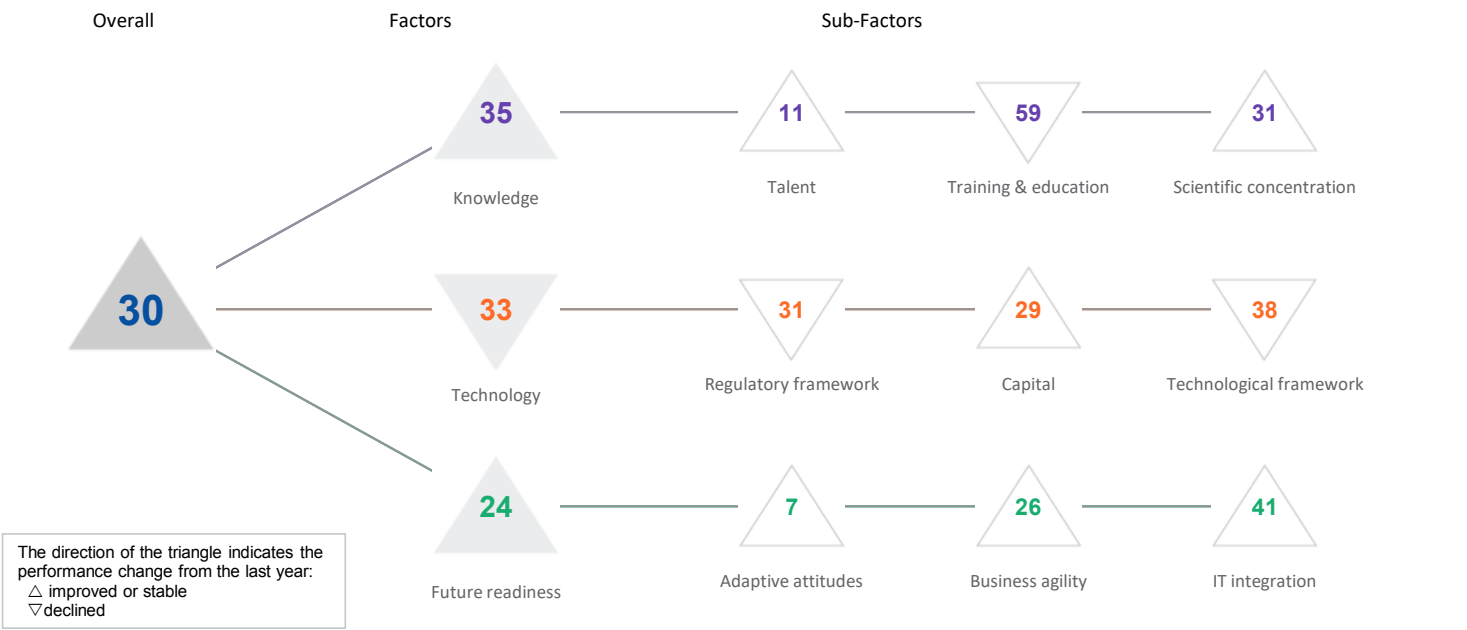 Overall
Factors
Sub-Factors
35
11
59
31
Knowledge
Talent
Training & education
Scientific concentration
30
33
31
29
38
Technology
Regulatory framework
Capital
Technological framework
24
7
26
41
Future readiness
Adaptive attitudes
Business agility
IT integration
The direction of the triangle indicates the
performance change from the last year:
△ improved or stable
▽declined